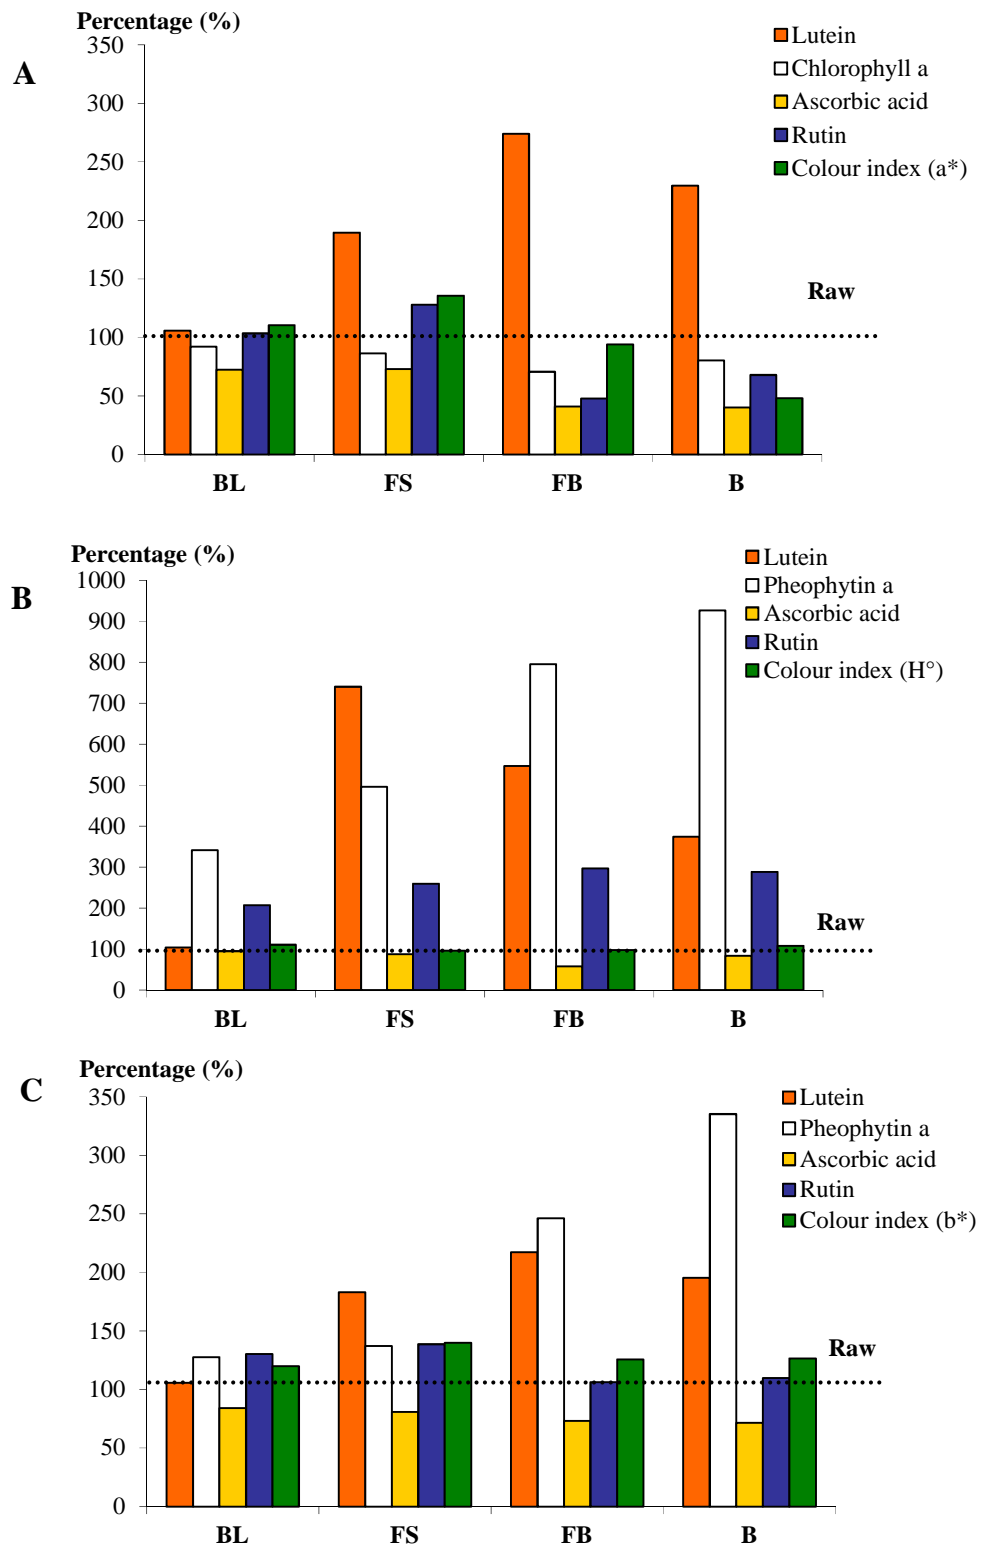 Percentage (%)
A
350
300
250
200
150
100
50
0
Lutein
Chlorophyll a
Ascorbic acid
Rutin
Colour index (a*)
Raw
BL FS FB B
Percentage (%)
B
1000
900
800
700
600
500
400
300
200
100
0
Lutein
Pheophytin a
Ascorbic acid
Rutin
Colour index (H°)
Raw
BL FS FB B
Percentage (%)
C
350
300
250
200
150
100
50
0
Lutein
Pheophytin a
Ascorbic acid
Rutin
Colour index (b*)
Raw
BL FS FB B